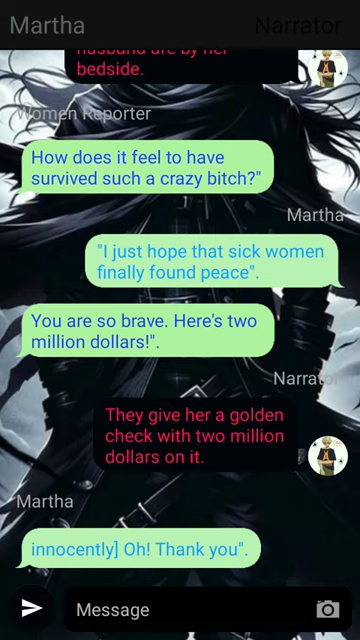 Martha
Narrator
husband are by her
bedside.
Women Reporter
How does it feel to have
survived such a crazy bitch?"
Martha
"I just hope that sick women
finally found peace".
You are so brave. Here's two
million dollars!".
Narrator
They give her a golden
check with two million
dollars on it.
Martha
innocently] Oh! Thank you".
Message